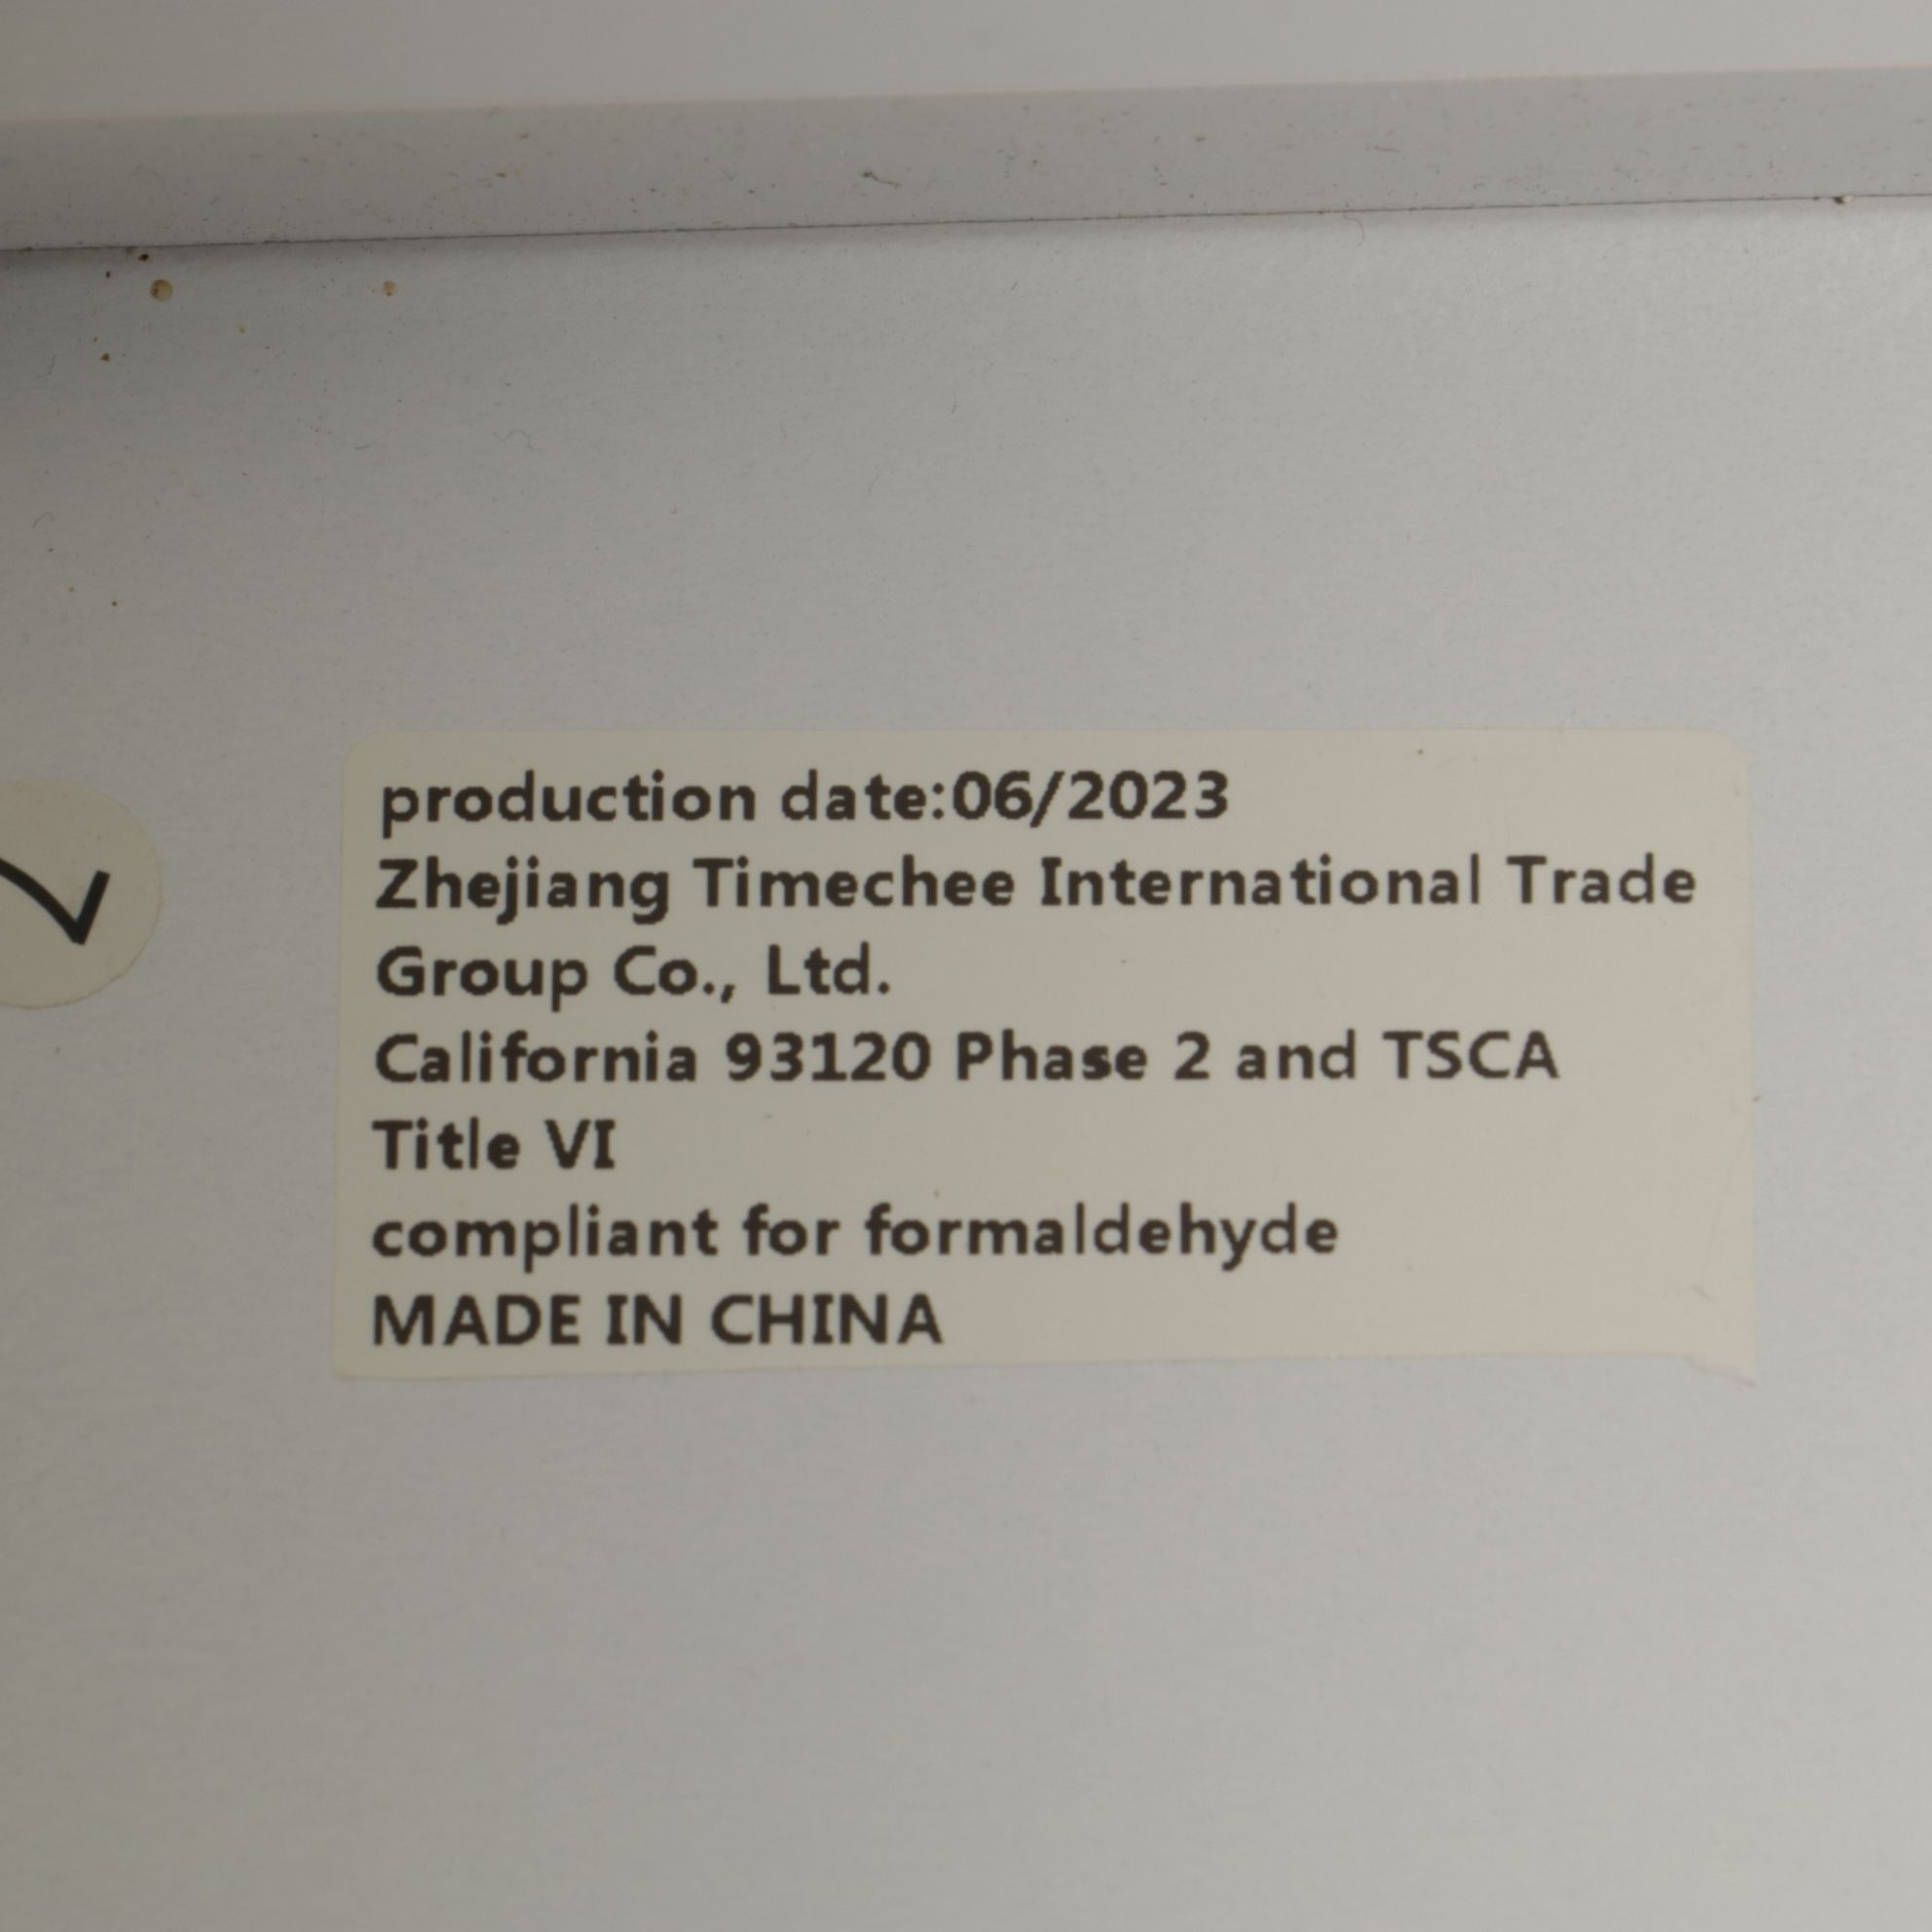 production date:06/2023
Zhejiang Timechee International Trade
Group Co., Ltd.
California 93120 Phase 2 and TSCA
Title VI
compliant for formaldehyde
MADE IN CHINA